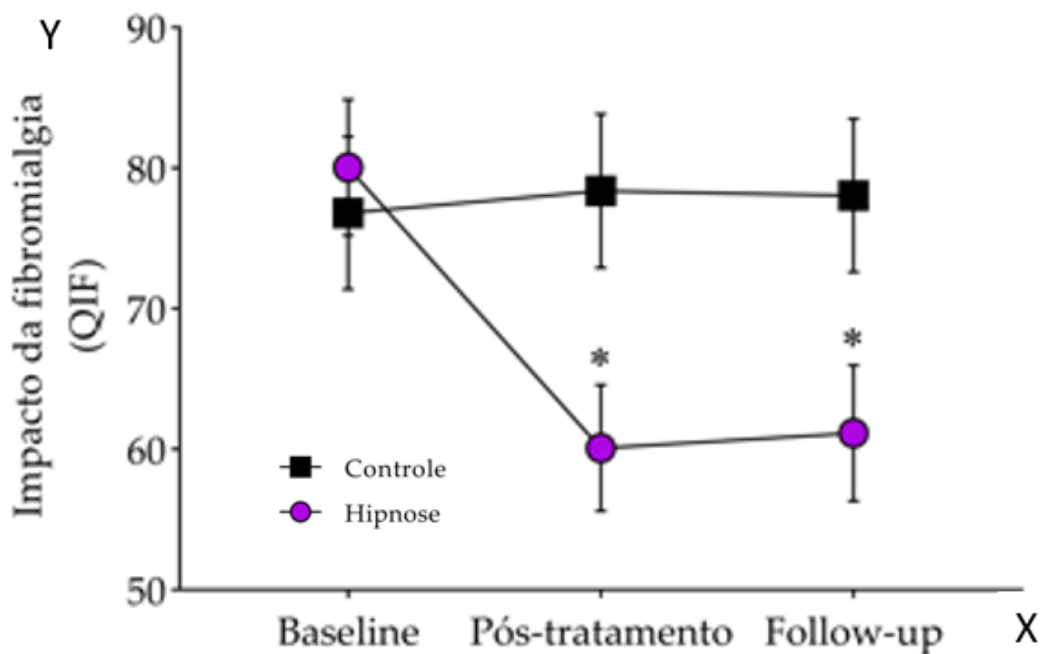 Y
90
80
70
60
50
Impacto da fibromialgia
(QIF)
*
*
Controle
Hipnose
Baseline Pós-tratamento Follow-up
X